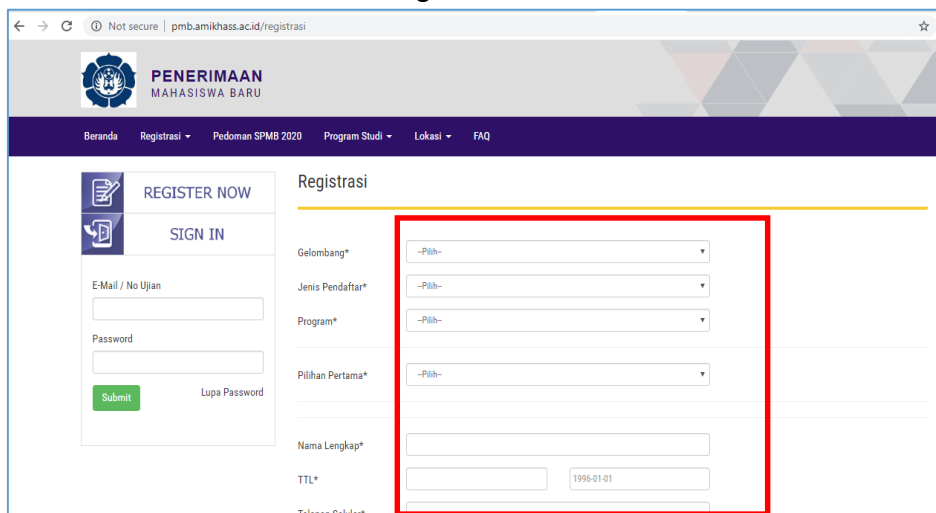 Not secure | pmb.amikhass.ac.id/registrasi
PENERIMAAN
MAHASISWA BARU
Beranda Registrasi Pedoman SPMB 2020 Program Studi Lokasi FAQ
REGISTER NOW
SIGN IN
E-Mail / No Ujian
Password
Submit Lupa Password
Registrasi
Gelombang* --Pilih--
Jenis Pendaftar* --Pilih--
Program* --Pilih--
Pilihan Pertama* --Pilih--
Nama Lengkap*
TTL* 1996-01-01